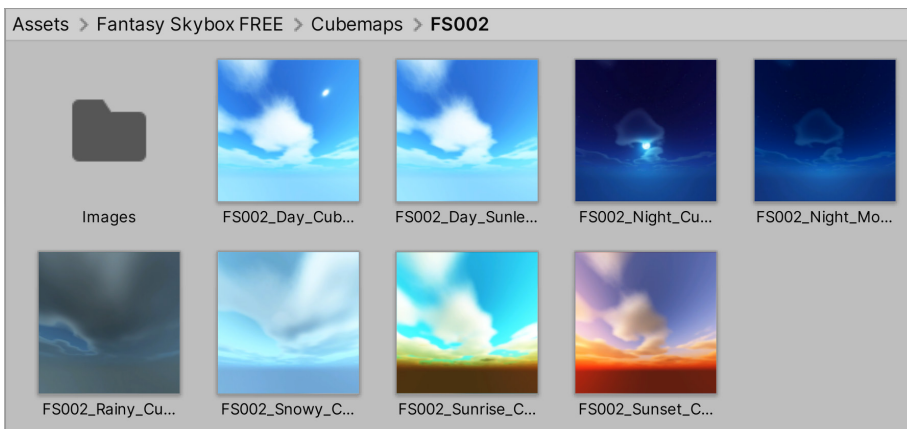 Assets > Fantasy Skybox FREE > Cubemaps > FS002
Images
FS002_Day_Cub...
FS002_Day_Sunle...
FS002_Night_Cu...
FS002_Night_Mo...
FS002_Rainy_Cu...
FS002_Snowy_C...
FS002_Sunrise_C...
FS002_Sunset_C...